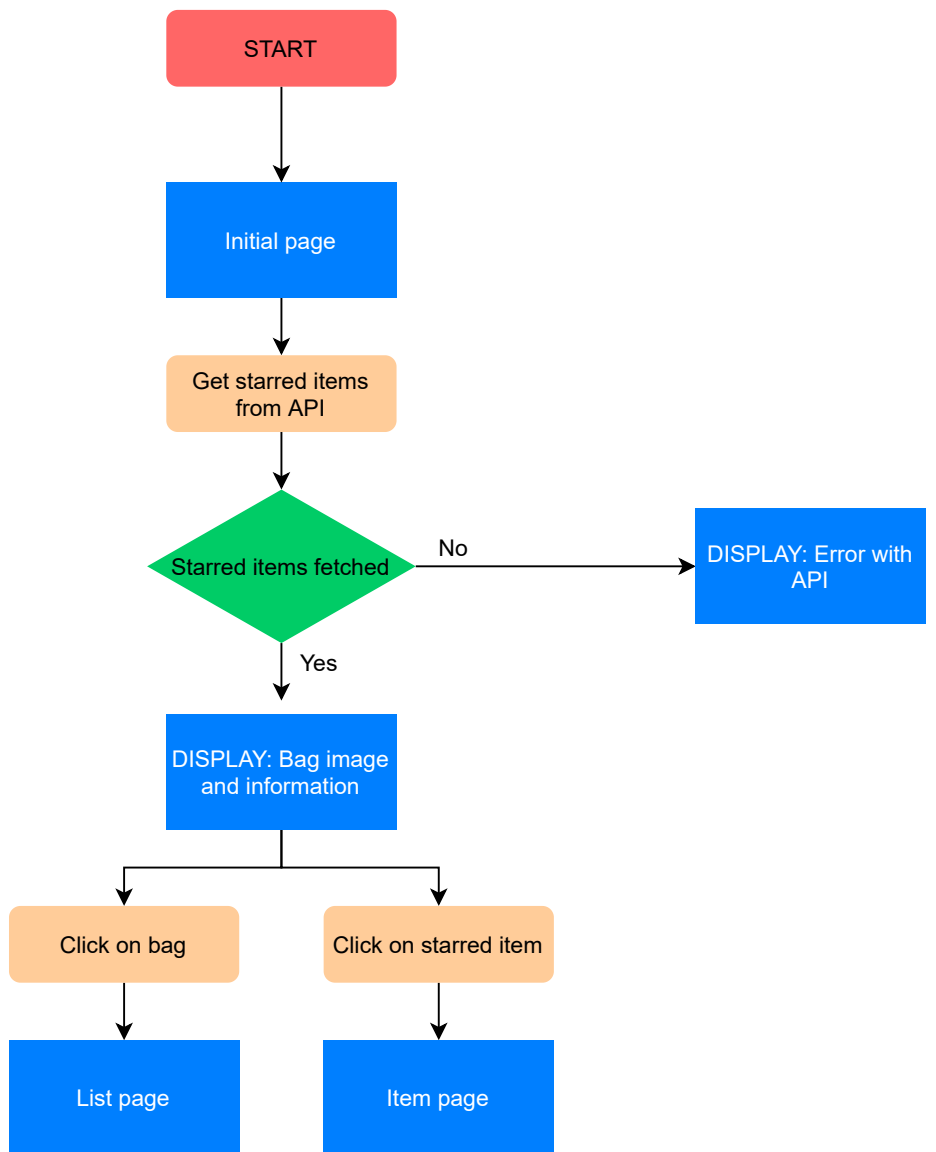 START
Initial page
Get starred items
from API
Starred items fetched
No
DISPLAY: Error with
API
Yes
DISPLAY: Bag image
and information
Click on bag
Click on starred item
List page
Item page